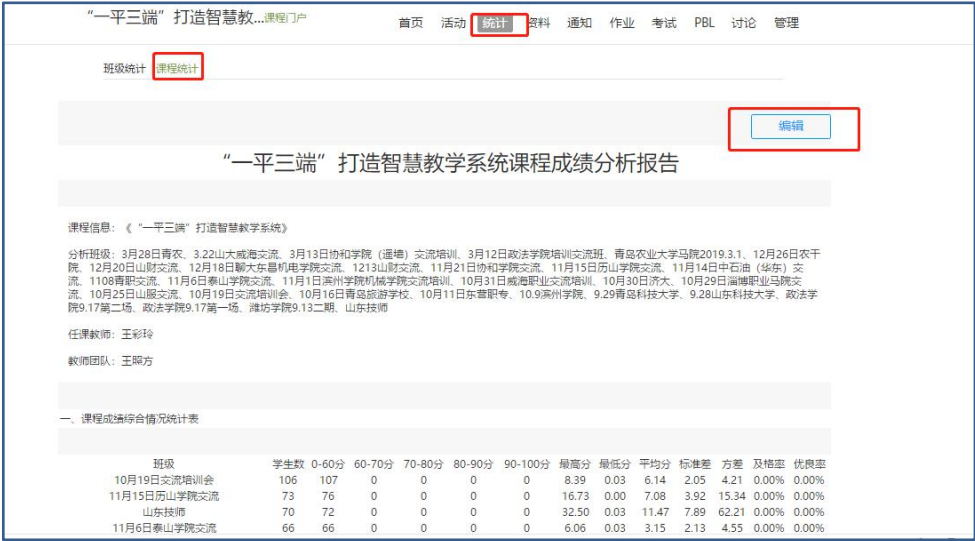 “一平三端”打造智慧教...课程门户
首页 活动 统计 资料 通知 作业 考试 PBL 讨论 管理
班级统计 课程统计
编辑
“一平三端”打造智慧教学系统课程成绩分析报告
课程信息：《“一平三端”打造智慧教学系统》
分析班级：3月28日青农、3.22山大威海交流、3月13日协和学院（遥墙）交流培训、3月12日政法学院培训交流班、青岛农业大学马院2019.3.1、12月26日农干
院、12月20日山财交流、12月18日聊大东昌机电学院交流、1213山财交流、11月21日协和学院交流、11月15日历山学院交流、11月14日中石油（华东）交
流、1108青职交流、11月6日泰山学院交流、11月1日滨州学院机械学院交流培训、10月31日威海职业交流培训、10月30日济大、10月29日淄博职业马院交
流、10月25日山服交流、10月19日交流培训会、10月16日青岛旅游学校、10月11日东营职专、10.9滨州学院、9.29青岛科技大学、9.28山东科技大学、政法学
院9.17第二场、政法学院9.17第一场、潍坊学院9.13二期、山东技师
任课教师：王彩玲
教师团队：王照方
一、课程成绩综合情况统计表
班级 学生数 0-60分 60-70分 70-80分 80-90分 90-100分 最高分 最低分 平均分 标准差 方差 及格率 优良率
10月19日交流培训会 106 107 0 0 0 0 8.39 0.03 6.14 2.05 4.21 0.00% 0.00%
11月15日历山学院交流 73 76 0 0 0 0 16.73 0.00 7.08 3.92 15.34 0.00% 0.00%
山东技师 70 72 0 0 0 0 32.50 0.03 11.47 7.89 62.21 0.00% 0.00%
11月6日泰山学院交流 66 66 0 0 0 0 6.06 0.03 3.15 2.13 4.55 0.00% 0.00%